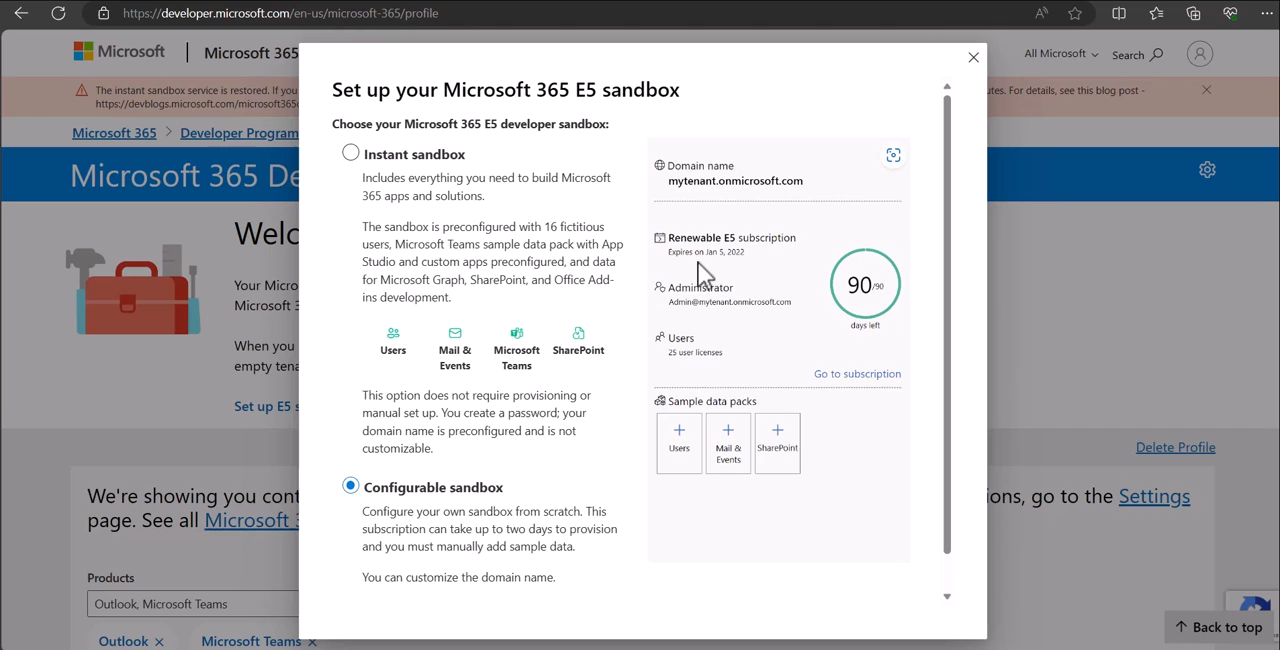 https://developer.microsoft.com/en-us/microsoft-365/profile
Microsoft
Microsoft 365
All Microsoft
Search
The instant sandbox service is restored. If you
utes. For details, see this blog post -
https://devblogs.microsoft.com/microsoft365
Microsoft 365 > Developer Program
Microsoft 365 De
Welc
Your Micro
Microsoft 3
When you
empty tena
Set up E5 s
Delete Profile
We're showing you cont
ions, go to the Settings
page. See all Microsoft 3
Products
Outlook, Microsoft Teams
Outlook ×
Microsoft Teams ×
Back to top
Set up your Microsoft 365 E5 sandbox
Choose your Microsoft 365 E5 developer sandbox:
Instant sandbox
Includes everything you need to build Microsoft
365 apps and solutions.
The sandbox is preconfigured with 16 fictitious
users, Microsoft Teams sample data pack with App
Studio and custom apps preconfigured, and data
for Microsoft Graph, SharePoint, and Office Add-
ins development.
Users
Mail &
Events
Microsoft
Teams
SharePoint
This option does not require provisioning or
manual set up. You create a password; your
domain name is preconfigured and is not
customizable.
Configurable sandbox
Configure your own sandbox from scratch. This
subscription can take up to two days to provision
and you must manually add sample data.
You can customize the domain name.
Domain name
mytenant.onmicrosoft.com
Renewable E5 subscription
Expires on Jan 5, 2022
Administrator
Admin@mytenant.onmicrosoft.com
90/90
days left
Users
25 user licenses
Go to subscription
Sample data packs
Users
Mail &
Events
SharePoint